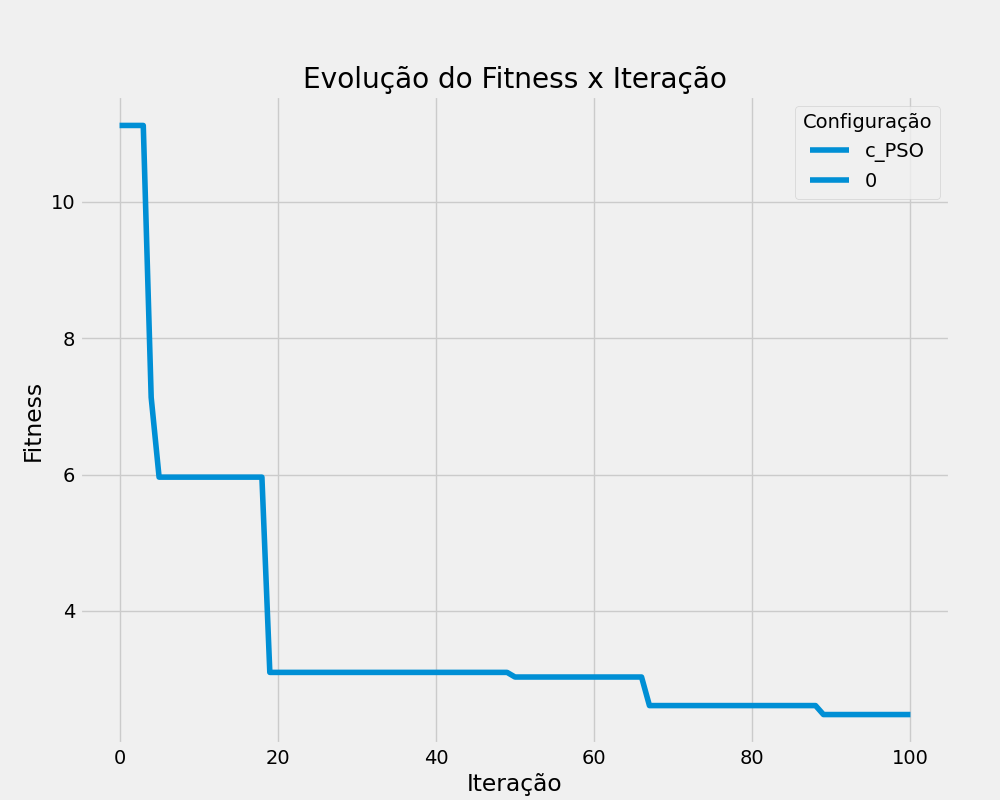 Evolução do Fitness x Iteração
Configuração
c_PSO
0
10
8
6
4
Fitness
0 20 40 60 80 100
Iteração